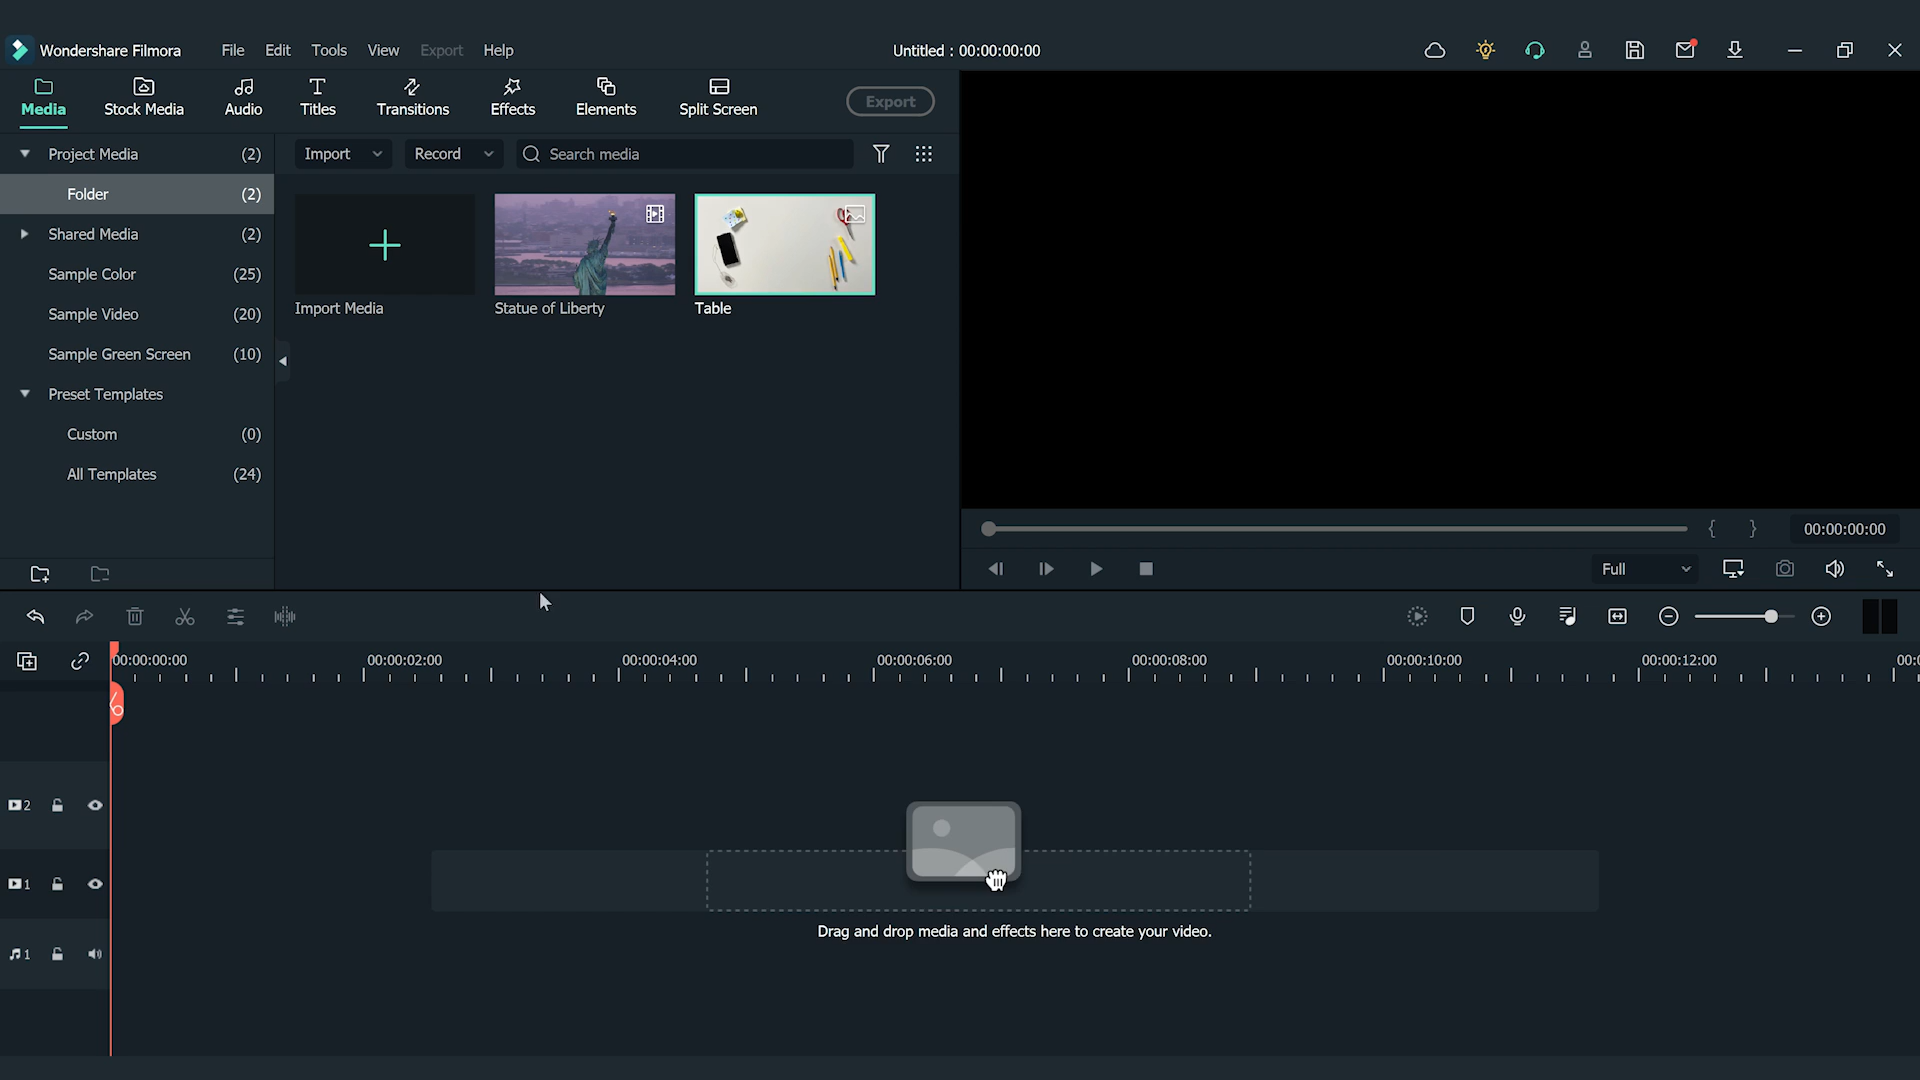 Wondershare Filmora File Edit Tools View Export Help Untitled : 00:00:00:00
Media Stock Media Audio Titles Transitions Effects Elements Split Screen Export
Project Media (2) Import Record Search media
Folder (2)
Shared Media (2)
Sample Color (25)
Sample Video (20)
Sample Green Screen (10)
Preset Templates
Custom (0)
All Templates (24)
Import Media Statue of Liberty Table
{ } 00:00:00:00
Full
00:00:00:00 00:00:02:00 00:00:04:00 00:00:06:00 00:00:08:00 00:00:10:00 00:00:12:00 00:
2
1
Drag and drop media and effects here to create your video.
1